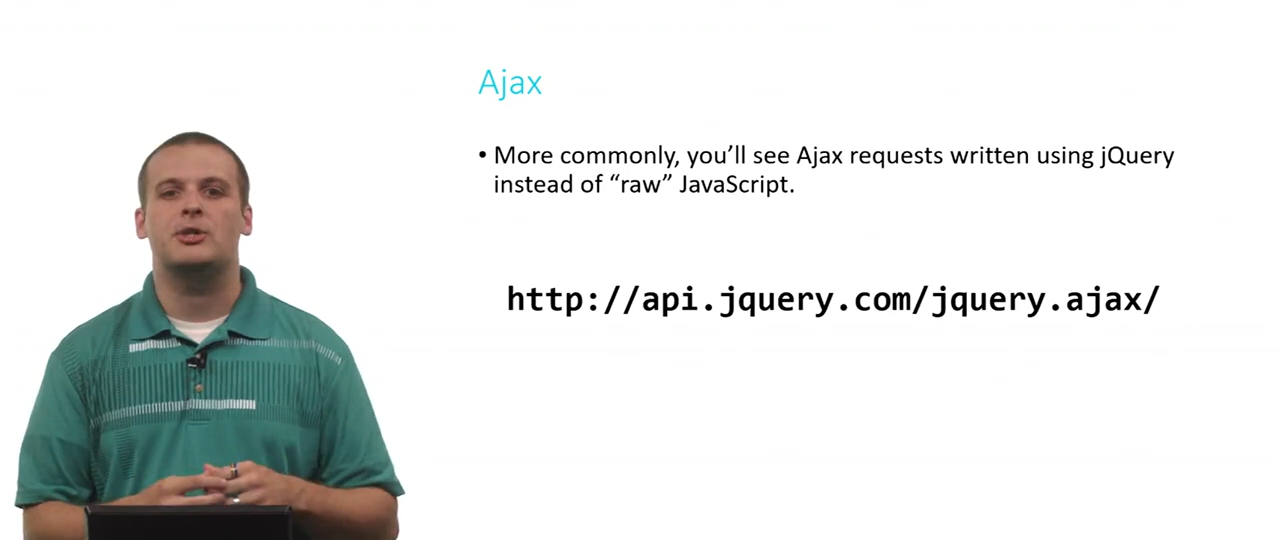 Ajax
• More commonly, you’ll see Ajax requests written using jQuery
instead of “raw” JavaScript.
http://api.jquery.com/jquery.ajax/